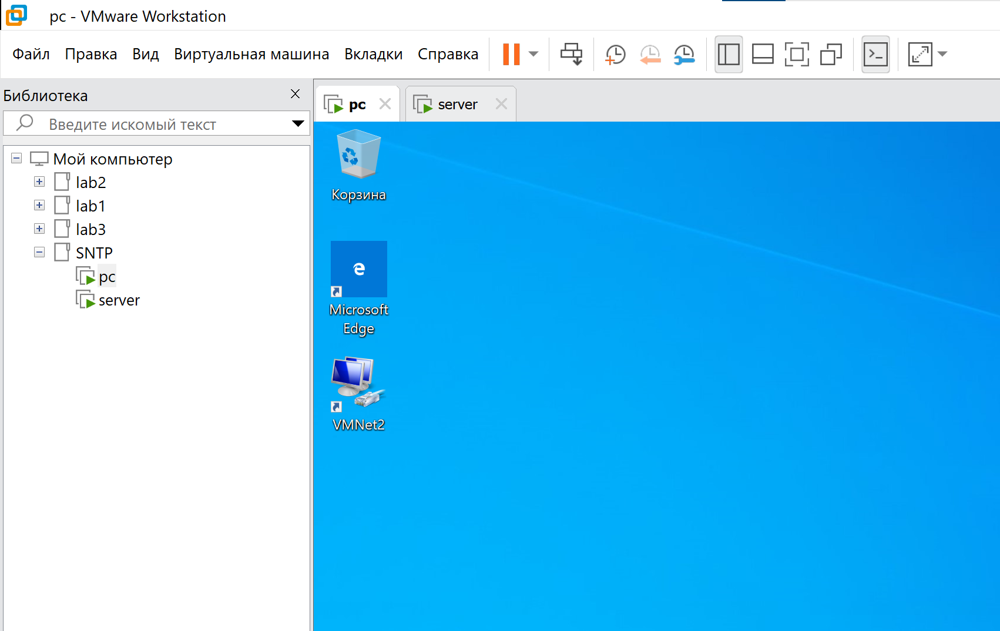 pc - VMware Workstation
Файл Правка Вид Виртуальная машина Вкладки Справка
Библиотека
Введите искомый текст
Мой компьютер
lab2
lab1
lab3
SNTP
pc
server
pc
server
Корзина
Microsoft
Edge
VMNet2